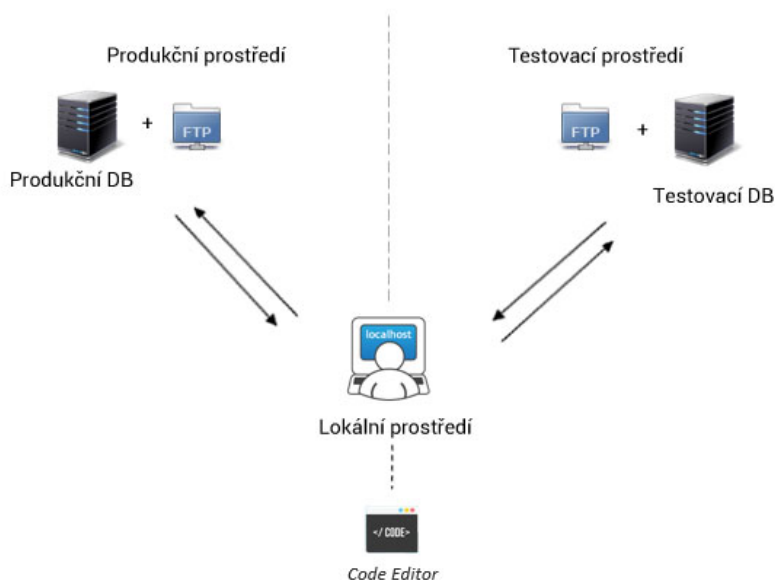 Produkční prostředí
Testovací prostředí
+
FTP
FTP
+
Produkční DB
Testovací DB
localhost
Lokální prostředí
</ CODE>
Code Editor